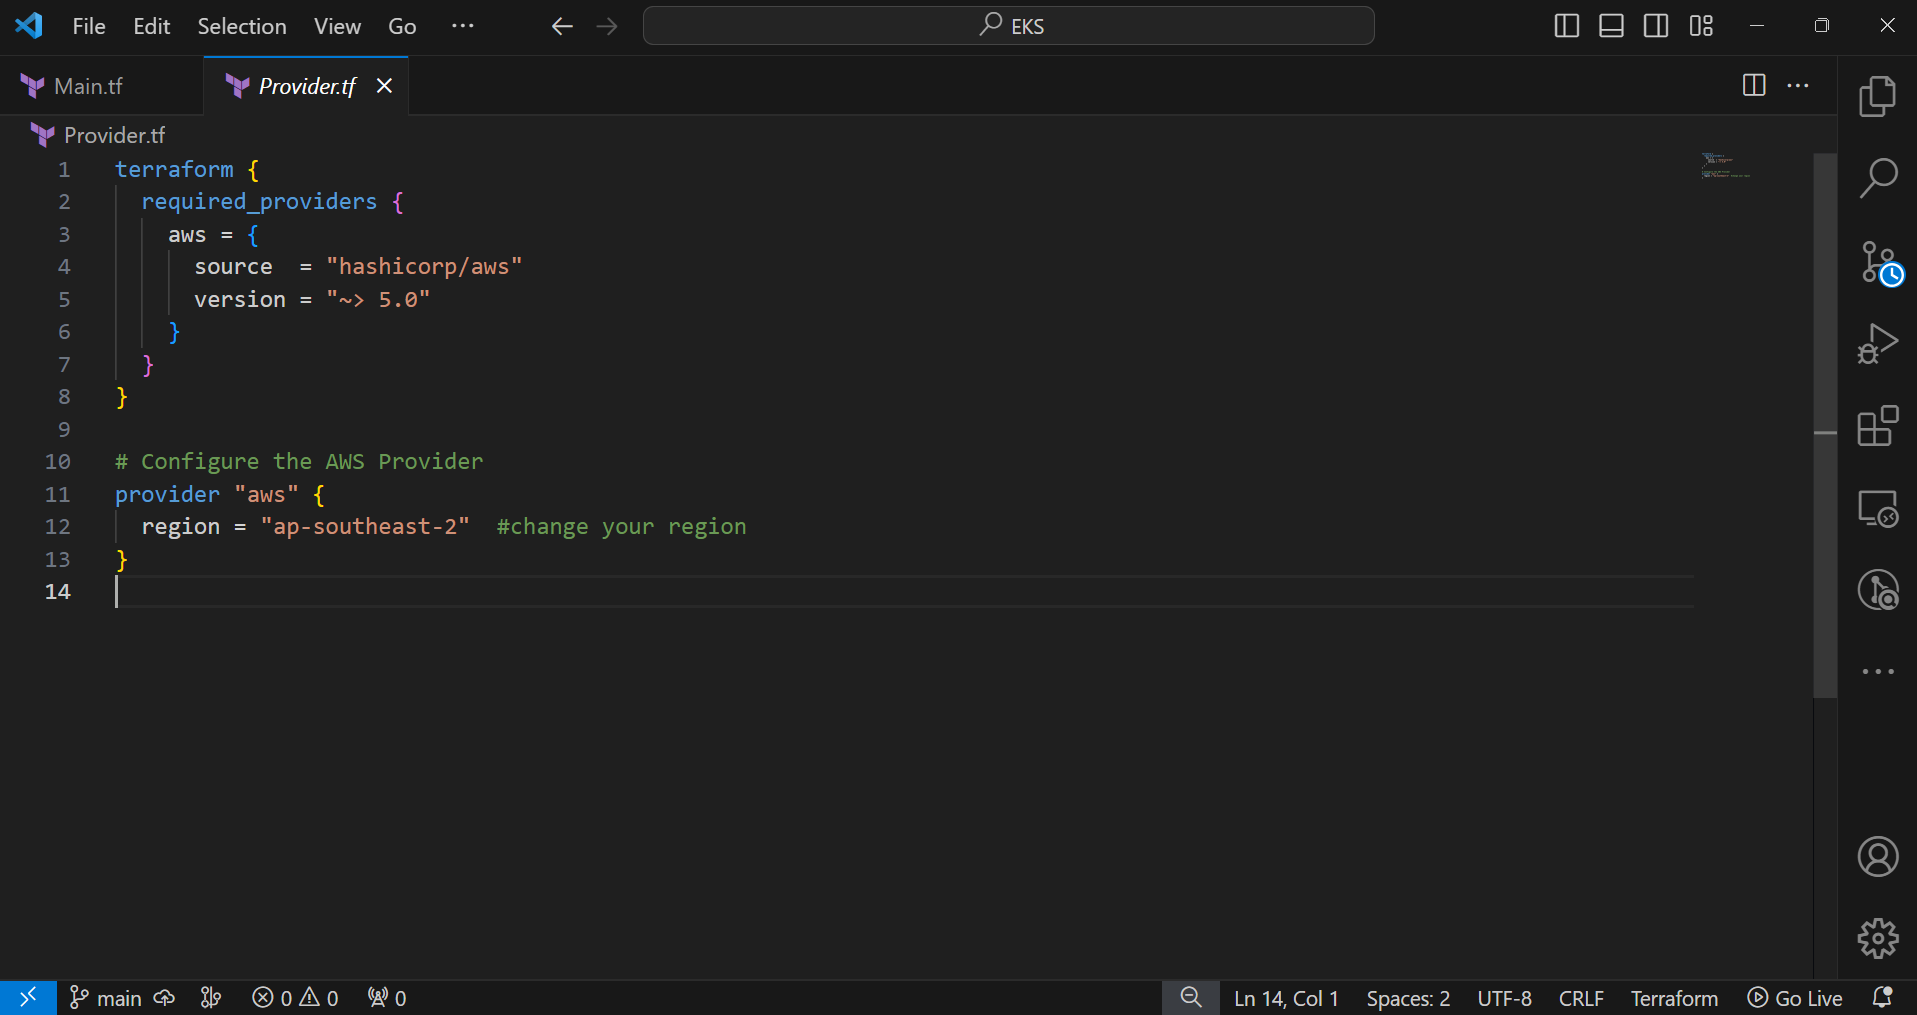 File Edit Selection View Go ··· EKS
Main.tf Provider.tf
Provider.tf
1 terraform {
2   required_providers {
3     aws = {
4       source  = "hashicorp/aws"
5       version = "~> 5.0"
6     }
7   }
8 }
9
10 # Configure the AWS Provider
11 provider "aws" {
12   region = "ap-southeast-2"  #change your region
13 }
14
main 0 0 0 Ln 14, Col 1 Spaces: 2 UTF-8 CRLF Terraform Go Live